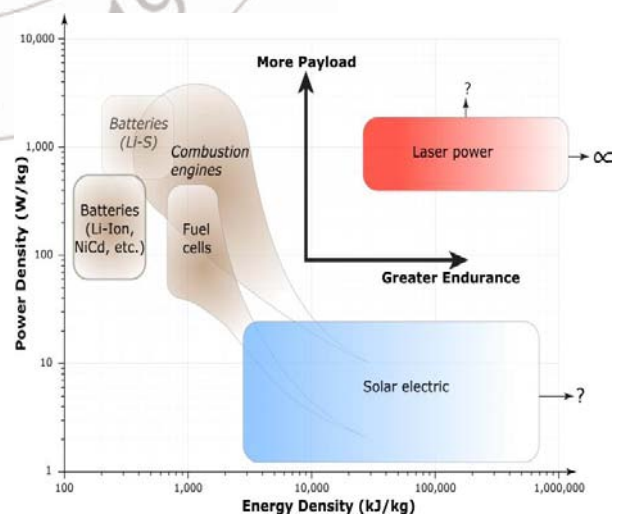 10,000
1,000
100
10
1
Power Density (W/kg)
More Payload
?
Batteries
(Li-S)
Combustion
engines
Laser power
∝
Batteries
(Li-Ion,
NiCd, etc.)
Fuel
cells
Greater Endurance
Solar electric
?
100
1,000
10,000
100,000
1,000,000
Energy Density (kJ/kg)